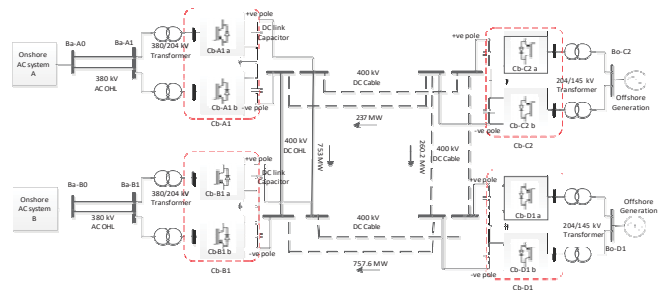 Onshore
AC system
A
Ba-A0
Ba-A1
380 kV
AC OHL
380/204 kV
Transformer
Cb-A1 a
Cb-A1 b
Cb-A1
+ve pole
DC link
Capacitor
-ve pole
400 kV
DC Cable
237 MW
400 kV
DC OHL
753 MW
260.2 MW
400 kV
DC Cable
+ve pole
-ve pole
Cb-C2 a
Cb-C2 b
Cb-C2
204/145 kV
Transformer
Bo-C2
Offshore
Generation
Onshore
AC system
B
Ba-B0
Ba-B1
380 kV
AC OHL
380/204 kV
Transformer
Cb-B1 a
Cb-B1 b
Cb-B1
+ve pole
DC link
Capacitor
-ve pole
400 kV
DC Cable
757.6 MW
+ve pole
-ve pole
Cb-D1 a
Cb-D1 b
Cb-D1
204/145 kV
Transformer
Offshore
Generation
Bo-D1